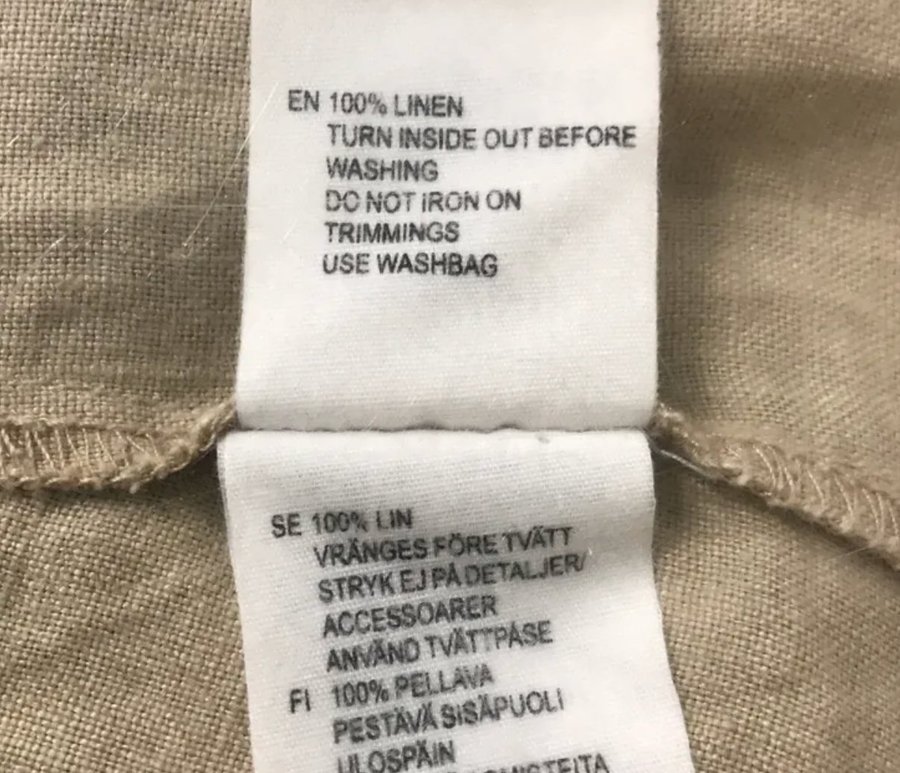 EN 100% LINEN
TURN INSIDE OUT BEFORE
WASHING
DO NOT IRON ON
TRIMMINGS
USE WASHBAG
SE 100% LIN
VRÄNGES FÖRE TVÄTT
STRYK EJ PÅ DETALJER/
ACCESSOARER
ANVÄND TVÄTTPÅSE
FI 100% PELLAVA
PESTÄVÄ SISÄPUOLI
ULOSPÄIN